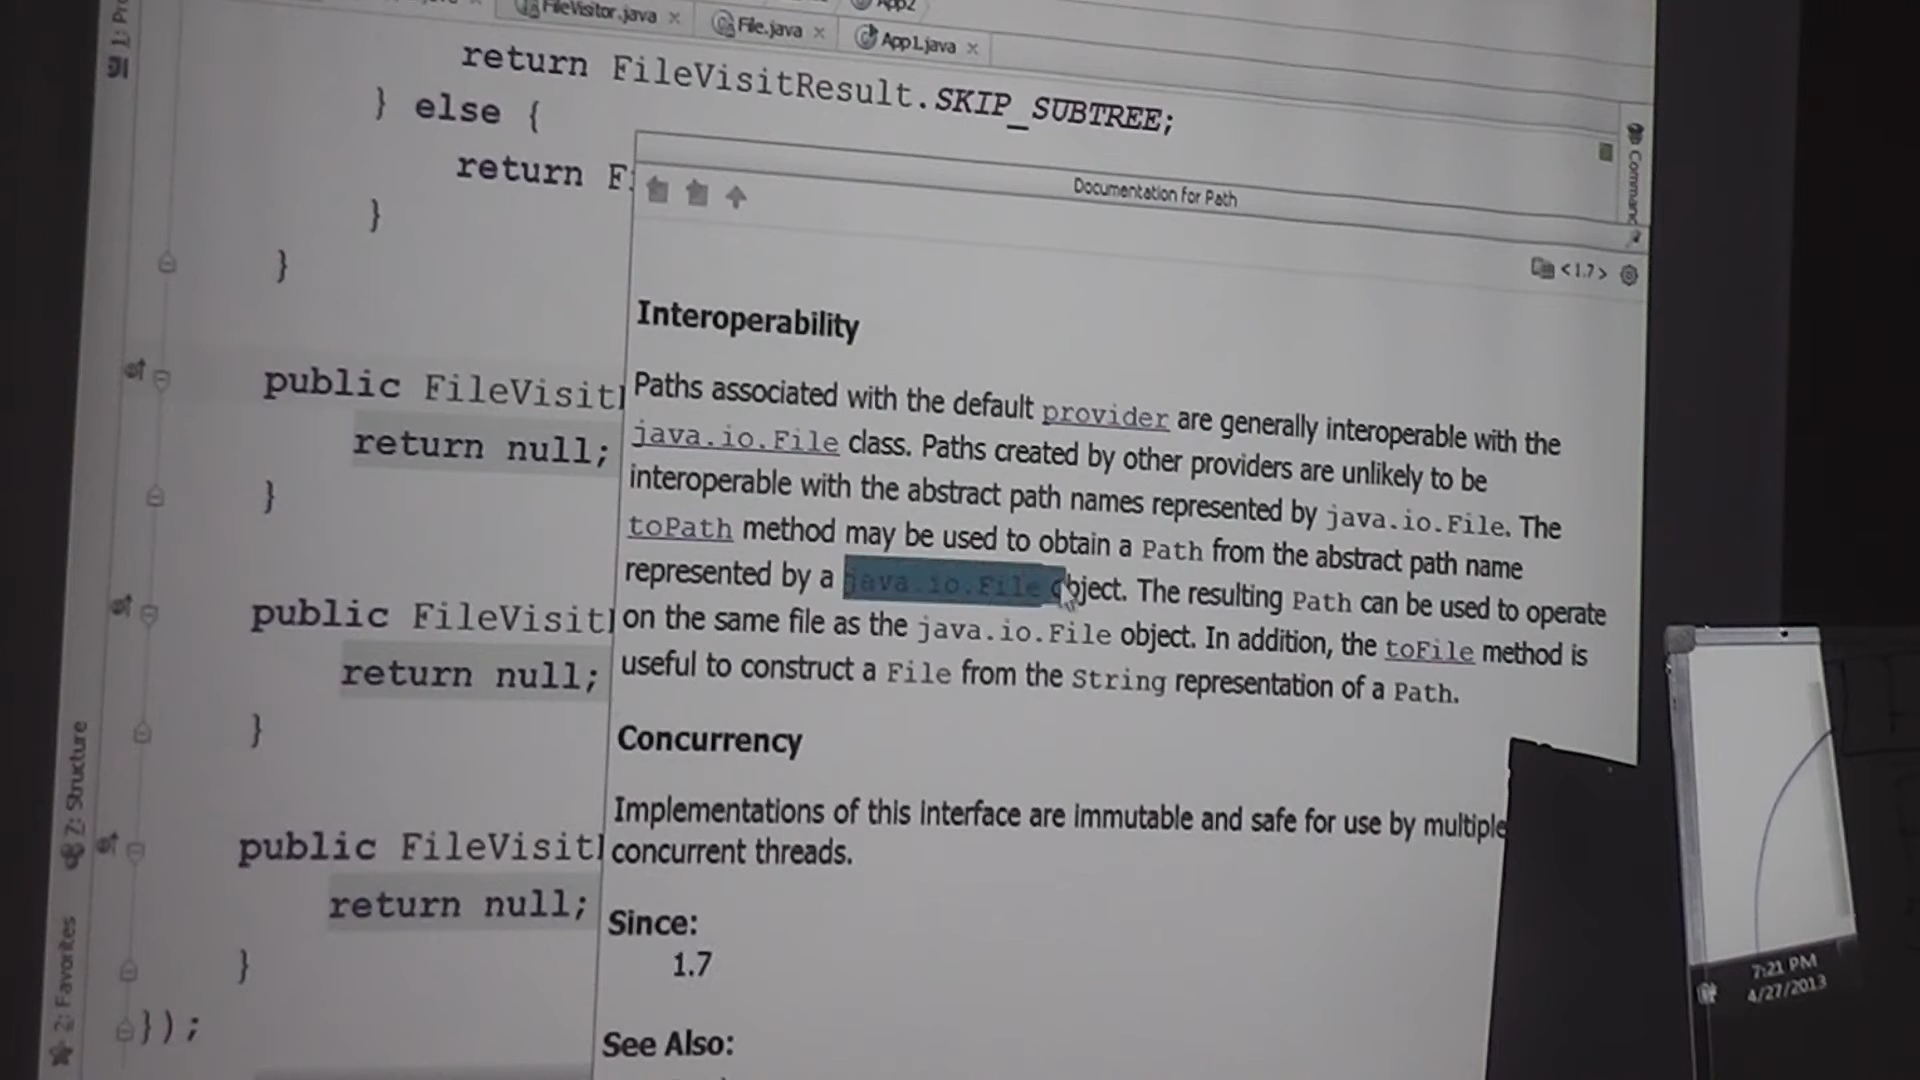 App2
FileVisitor.java
File.java
App1.java
return FileVisitResult.SKIP_SUBTREE;
} else {
return F
}
}
public FileVisit
return null;
}
public FileVisit
return null;
}
public FileVisit
return null;
}
});
Documentation for Path
<1.7>
Interoperability
Paths associated with the default provider are generally interoperable with the
java.io.File class. Paths created by other providers are unlikely to be
interoperable with the abstract path names represented by java.io.File. The
toPath method may be used to obtain a Path from the abstract path name
represented by a java.io.File object. The resulting Path can be used to operate
on the same file as the java.io.File object. In addition, the toFile method is
useful to construct a File from the String representation of a Path.
Concurrency
Implementations of this interface are immutable and safe for use by multiple
concurrent threads.
Since:
1.7
See Also:
7: Structure
2: Favorites
7:21 PM
4/27/2013